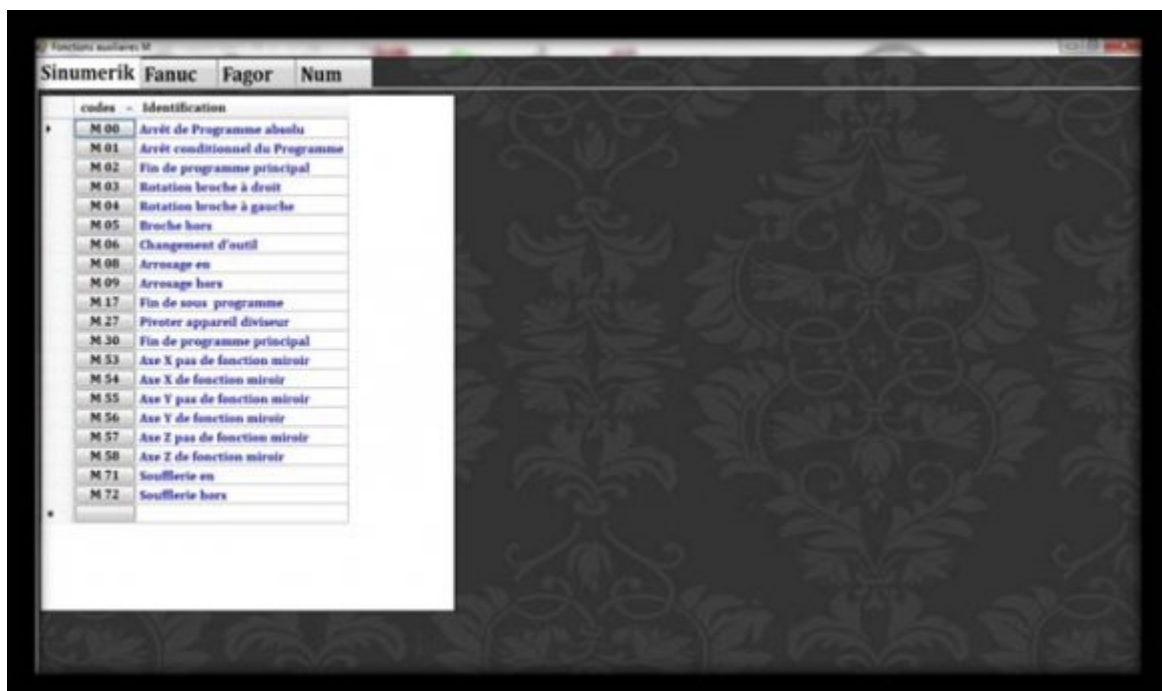 Fonctions auxiliaires M
Sinumerik Fanuc Fagor Num
codes - Identification
M 00 Arrêt de Programme absolu
M 01 Arrêt conditionnel du Programme
M 02 Fin de programme principal
M 03 Rotation broche à droit
M 04 Rotation broche à gauche
M 05 Broche hors
M 06 Changement d'outil
M 08 Arrosage en
M 09 Arrosage hors
M 17 Fin de sous programme
M 27 Pivoter appareil diviseur
M 30 Fin de programme principal
M 53 Axe X pas de fonction miroir
M 54 Axe X de fonction miroir
M 55 Axe Y pas de fonction miroir
M 56 Axe Y de fonction miroir
M 57 Axe Z pas de fonction miroir
M 58 Axe Z de fonction miroir
M 71 Soufflerie en
M 72 Soufflerie hors